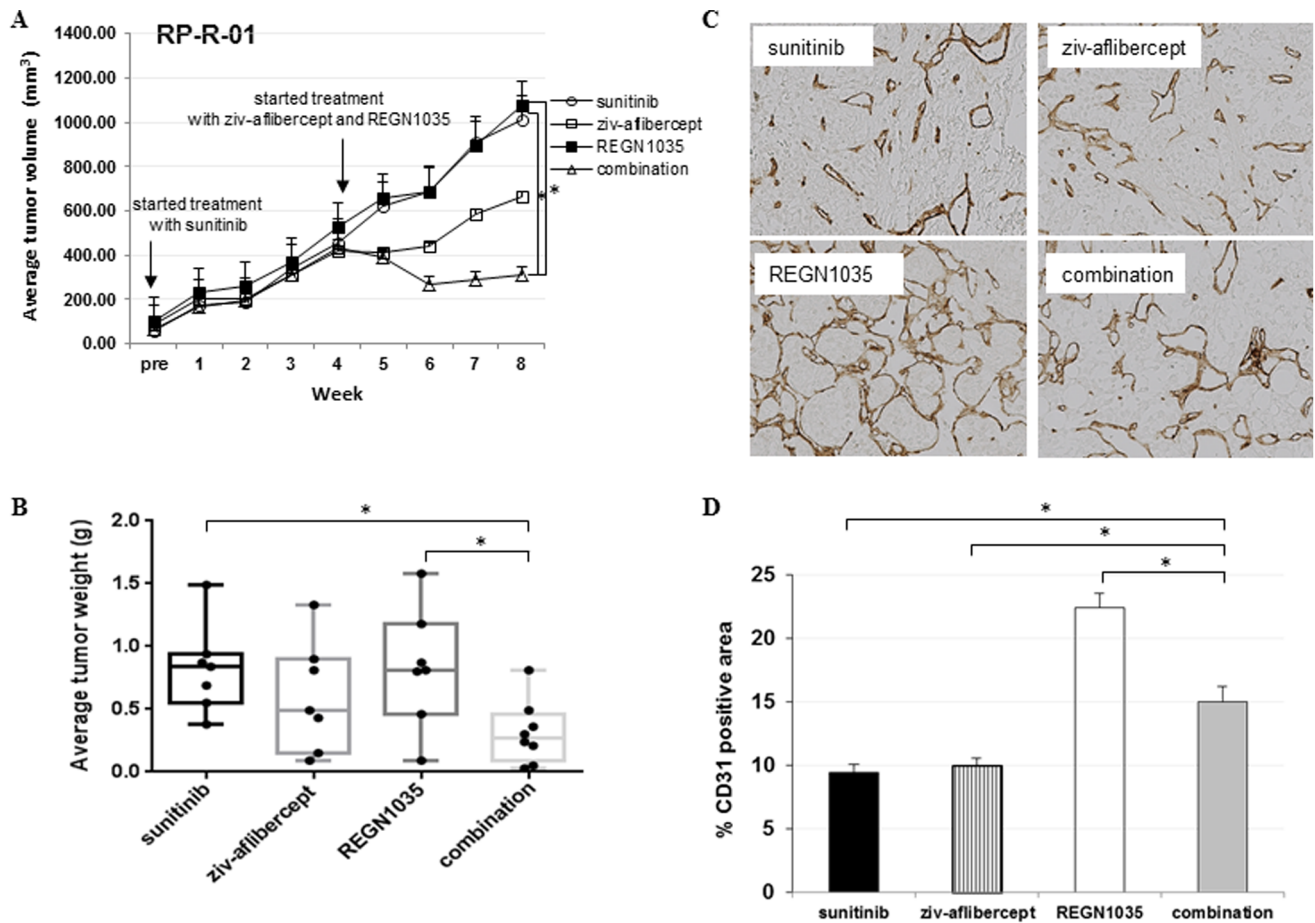 A
RP-R-01
Average tumor volume (mm³)
1400.00
1200.00
1000.00
800.00
600.00
400.00
200.00
0.00
started treatment
with ziv-aflibercept and REGN1035
started treatment
with sunitinib
sunitinib
ziv-aflibercept
REGN1035
combination
*
*
pre 1 2 3 4 5 6 7 8
Week
B
Average tumor weight (g)
2.0
1.5
1.0
0.5
0.0
*
*
sunitinib
ziv-aflibercept
REGN1035
combination
C
sunitinib
ziv-aflibercept
REGN1035
combination
D
*
*
*
% CD31 positive area
25
20
15
10
5
0
sunitinib ziv-aflibercept REGN1035 combination